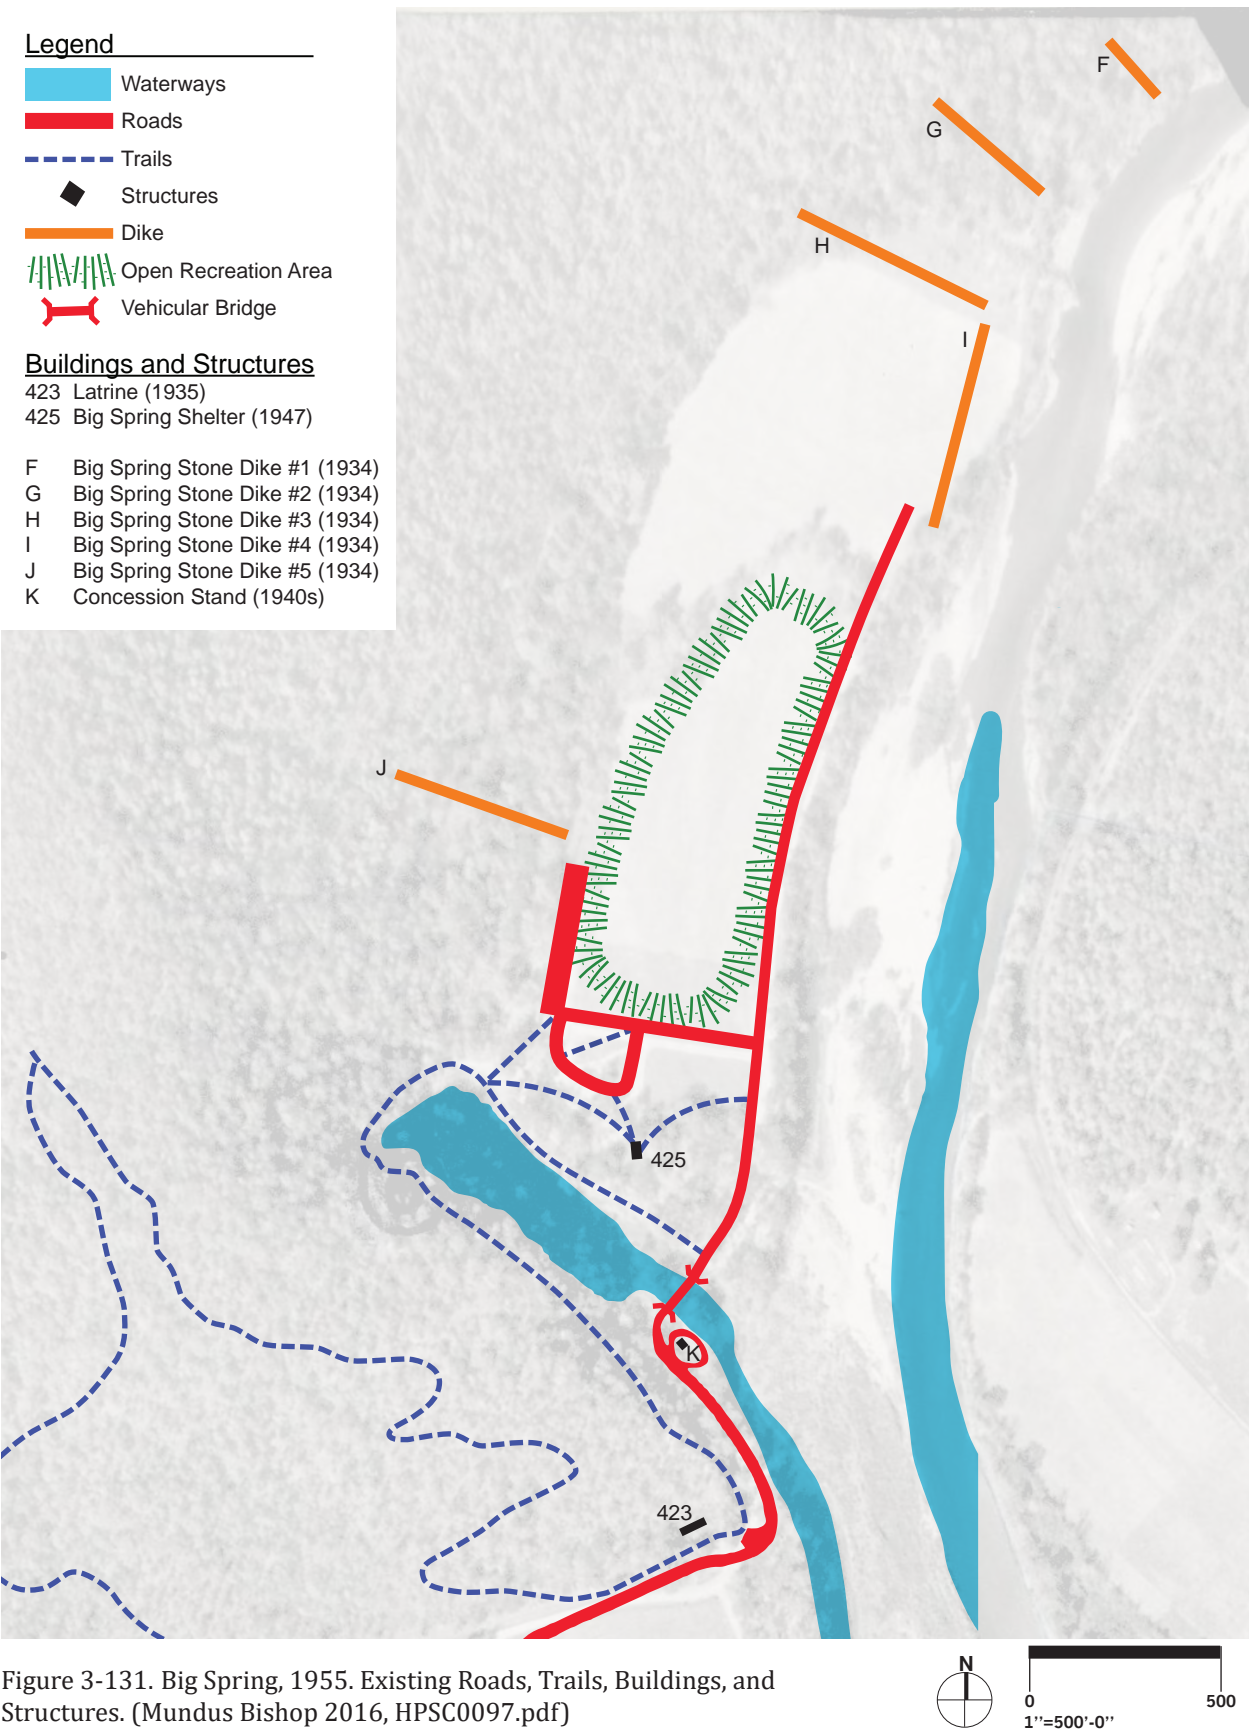 Legend
Waterways
Roads
Trails
Structures
Dike
Open Recreation Area
Vehicular Bridge
Buildings and Structures
423 Latrine (1935)
425 Big Spring Shelter (1947)
F Big Spring Stone Dike #1 (1934)
G Big Spring Stone Dike #2 (1934)
H Big Spring Stone Dike #3 (1934)
I Big Spring Stone Dike #4 (1934)
J Big Spring Stone Dike #5 (1934)
K Concession Stand (1940s)
F
G
H
I
J
425
K
423
Figure 3-131. Big Spring, 1955. Existing Roads, Trails, Buildings, and
Structures. (Mundus Bishop 2016, HPSC0097.pdf)
N
0 500
1''=500'-0''